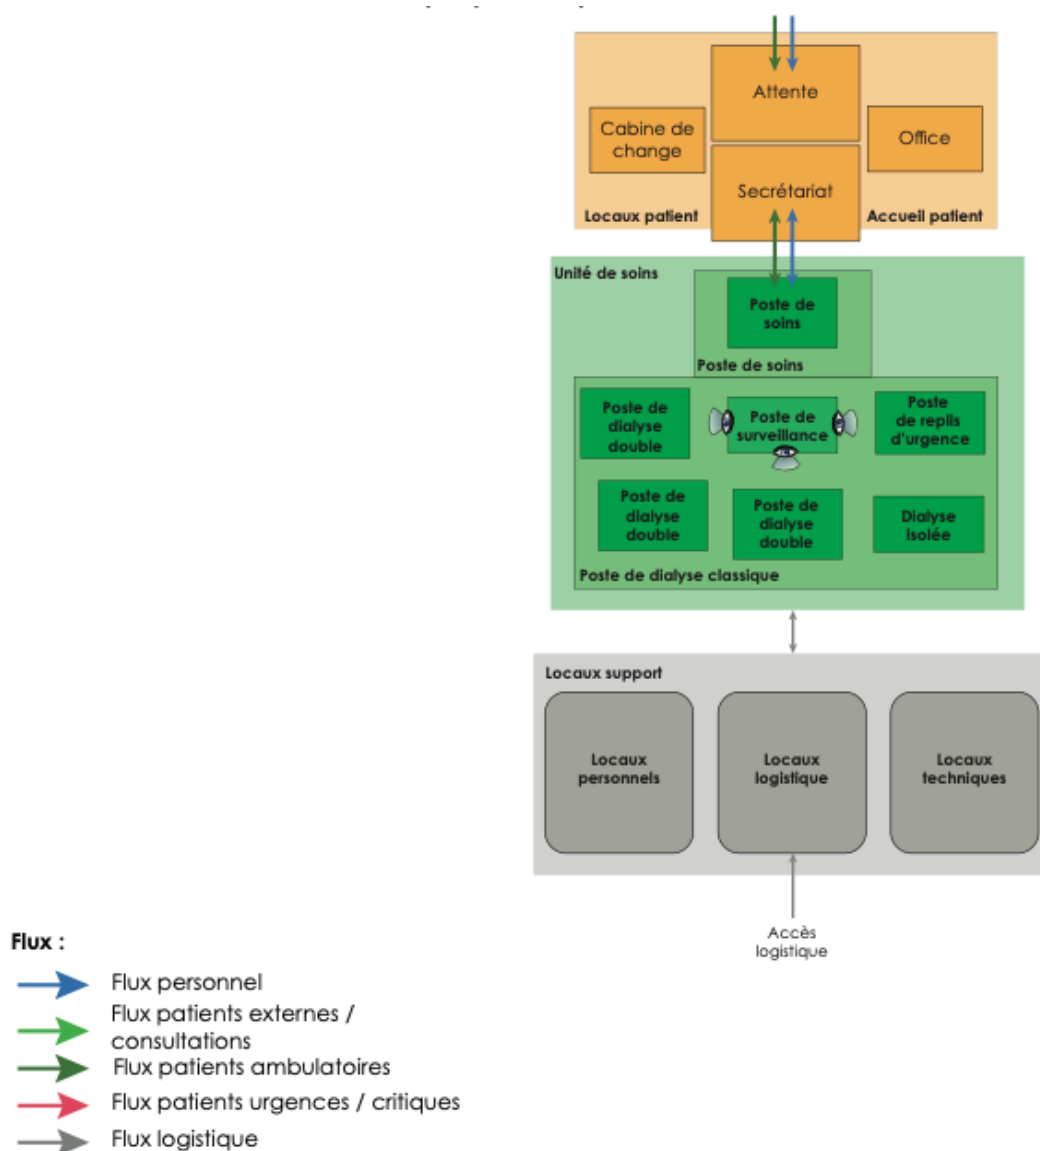 Attente
Cabine de
change
Office
Secrétariat
Locaux patient
Accueil patient
Unité de soins
Poste de
soins
Poste de soins
Poste de
dialyse
double
Poste de
surveillance
Poste
de replis
d'urgence
Poste de
dialyse
double
Poste de
dialyse
double
Dialyse
isolée
Poste de dialyse classique
Locaux support
Locaux
personnels
Locaux
logistique
Locaux
techniques
Accès
logistique
Flux :
Flux personnel
Flux patients externes /
consultations
Flux patients ambulatoires
Flux patients urgences / critiques
Flux logistique